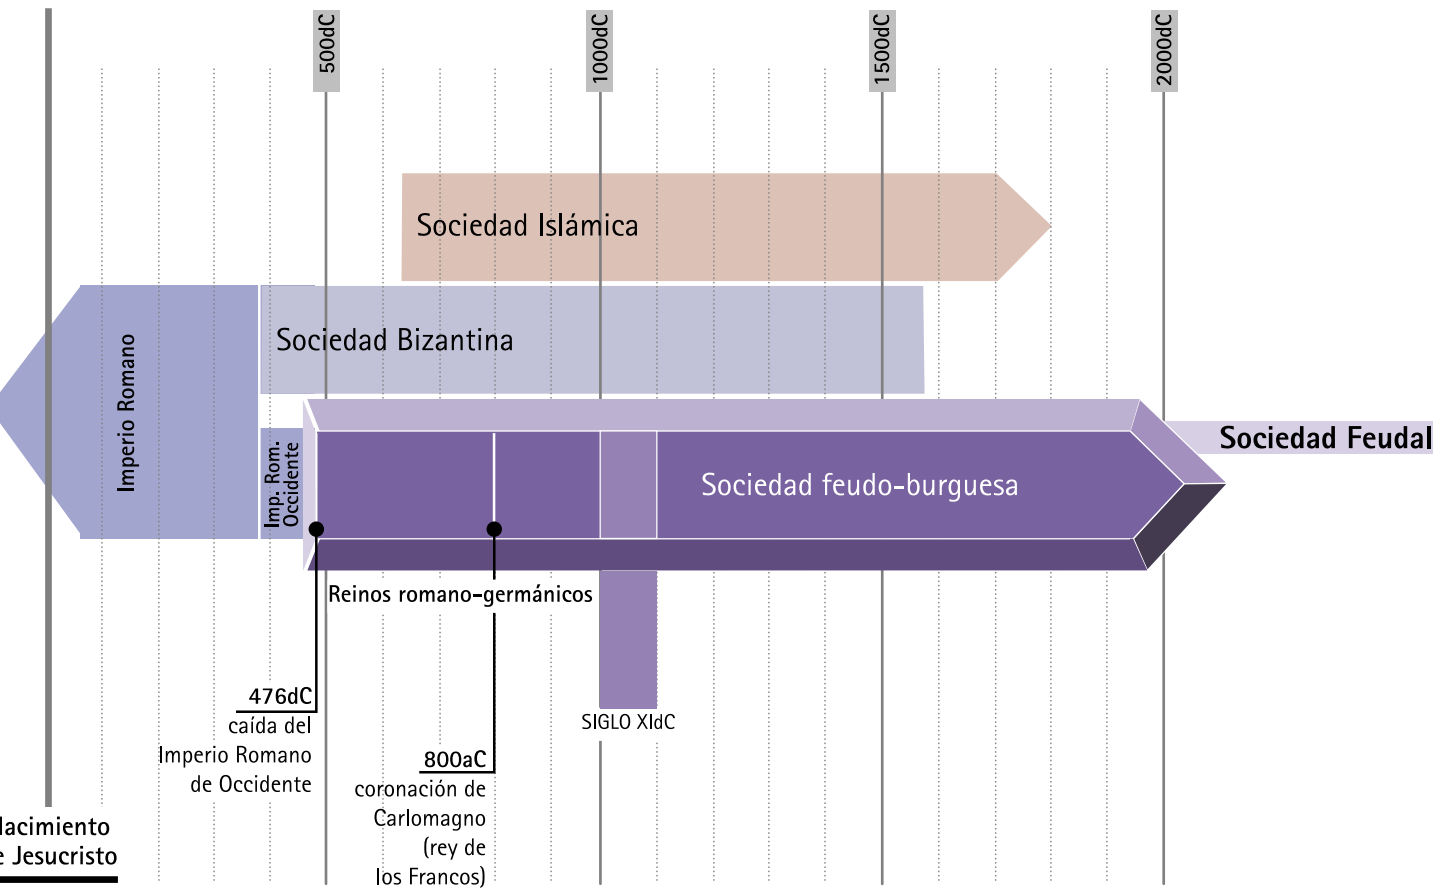 500dC
1000dC
1500dC
2000dC
Sociedad Islámica
Sociedad Bizantina
Imperio Romano
Imp. Rom.
Occidente
Sociedad feudo-burguesa
Sociedad Feudal
Reinos romano-germánicos
476dC
caída del
Imperio Romano
de Occidente
800aC
coronación de
Carlomagno
(rey de
los Francos)
SIGLO XIdC
lacimiento
e Jesucristo